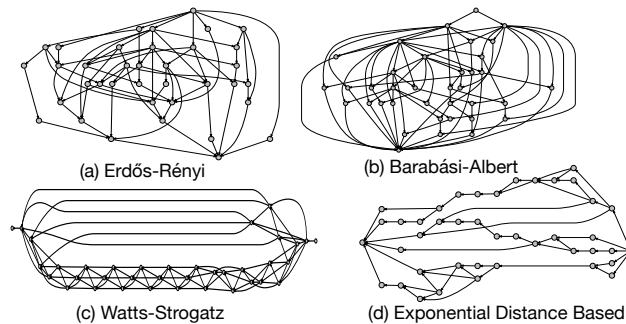 (a) Erdős-Rényi
(b) Barabási-Albert
(c) Watts-Strogatz
(d) Exponential Distance Based